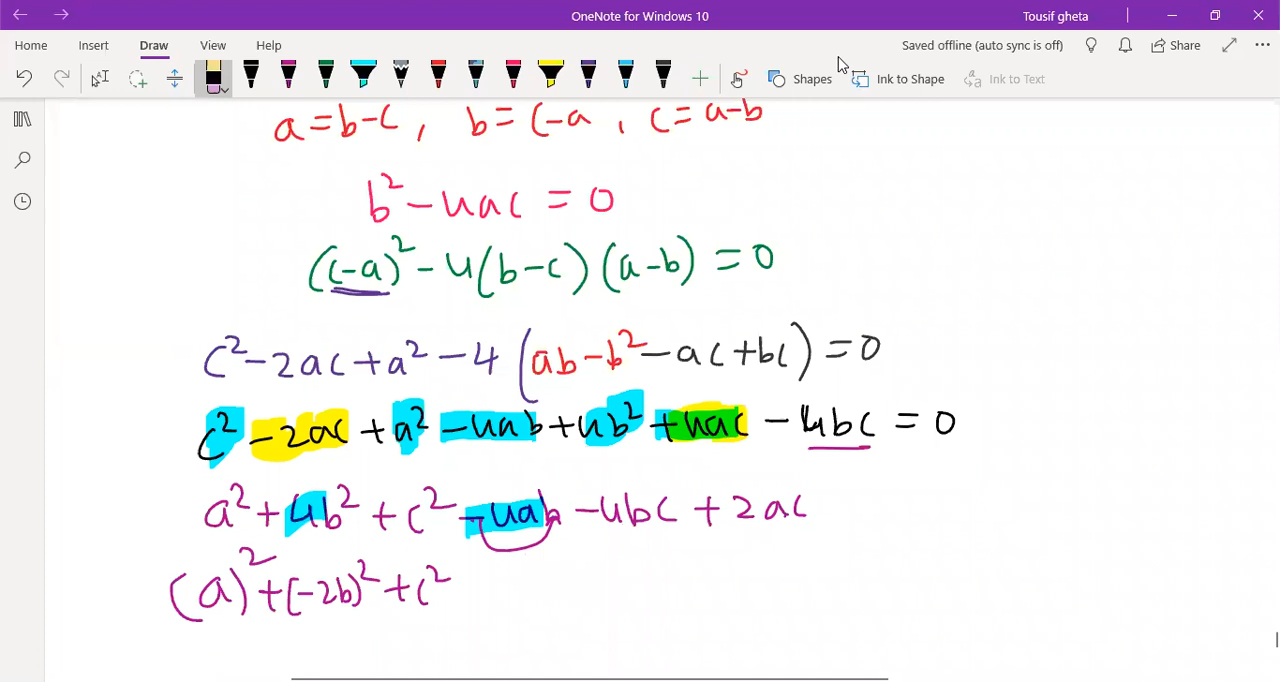 OneNote for Windows 10
Tousif gheta
Home Insert Draw View Help
Saved offline (auto sync is off)
Share
Shapes
Ink to Shape
Ink to Text
a = b-c, b = c-a, c = a-b
b² - 4ac = 0
(c-a)² - 4(b-c)(a-b) = 0
c² - 2ac + a² - 4(ab - b² - ac + bc) = 0
c² - 2ac + a² - 4ab + 4b² + 4ac - 4bc = 0
a² + 4b² + c² - 4ab - 4bc + 2ac
(a)² + (-2b)² + c²